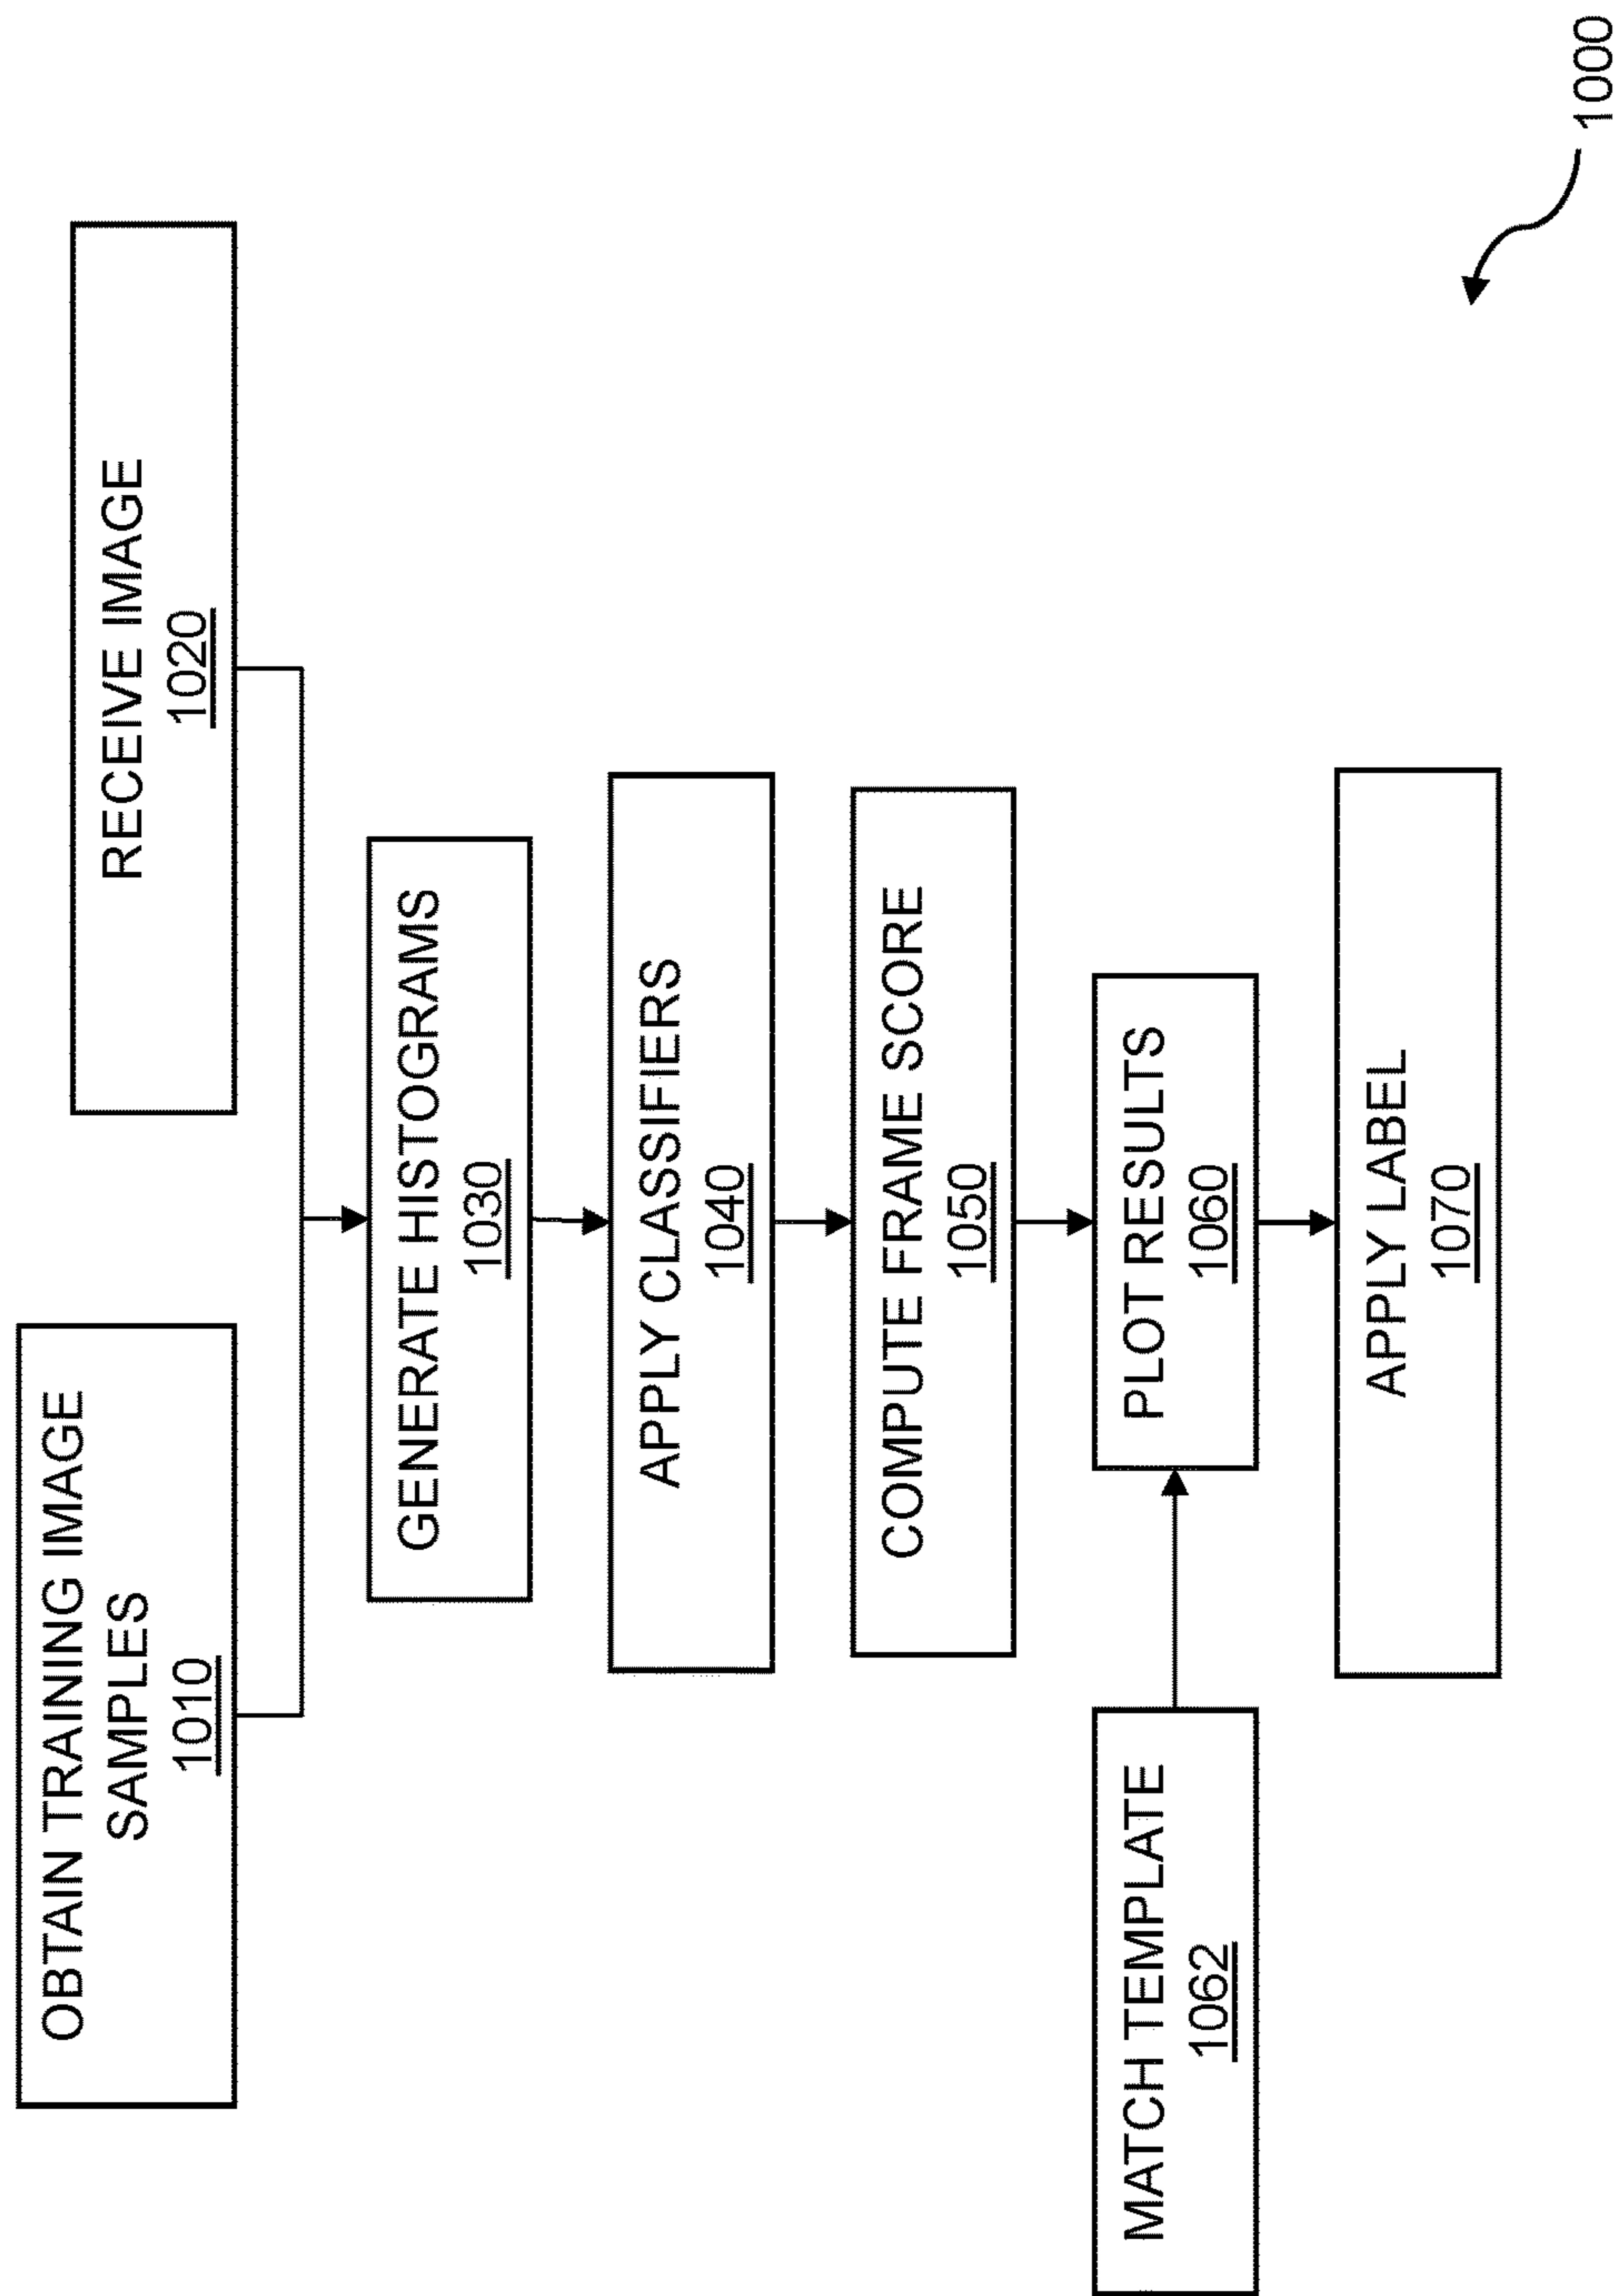 OBTAIN TRAINING IMAGE
SAMPLES
1010
RECEIVE IMAGE
1020
GENERATE HISTOGRAMS
1030
APPLY CLASSIFIERS
1040
COMPUTE FRAME SCORE
1050
MATCH TEMPLATE
1062
PLOT RESULTS
1060
APPLY LABEL
1070
1000